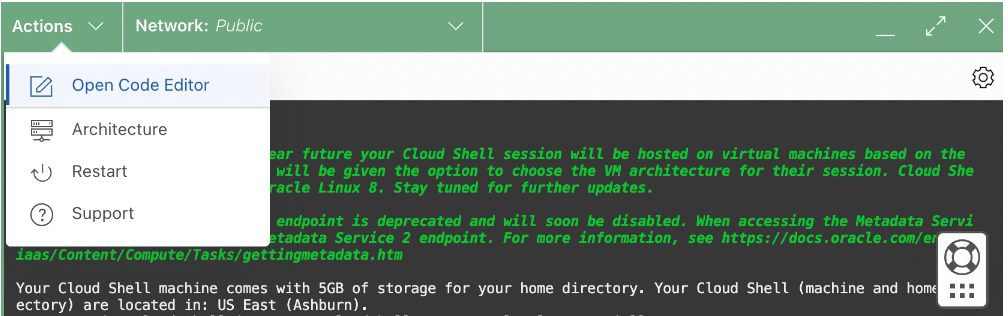 Actions
Network: Public
Open Code Editor
Architecture
Restart
Support
ear future your Cloud Shell session will be hosted on virtual machines based on the
will be given the option to choose the VM architecture for their session. Cloud She
racle Linux 8. Stay tuned for further updates.
endpoint is deprecated and will soon be disabled. When accessing the Metadata Servi
etadata Service 2 endpoint. For more information, see https://docs.oracle.com/en
iaas/Content/Compute/Tasks/gettingmetadata.htm
Your Cloud Shell machine comes with 5GB of storage for your home directory. Your Cloud Shell (machine and home
ectory) are located in: US East (Ashburn).